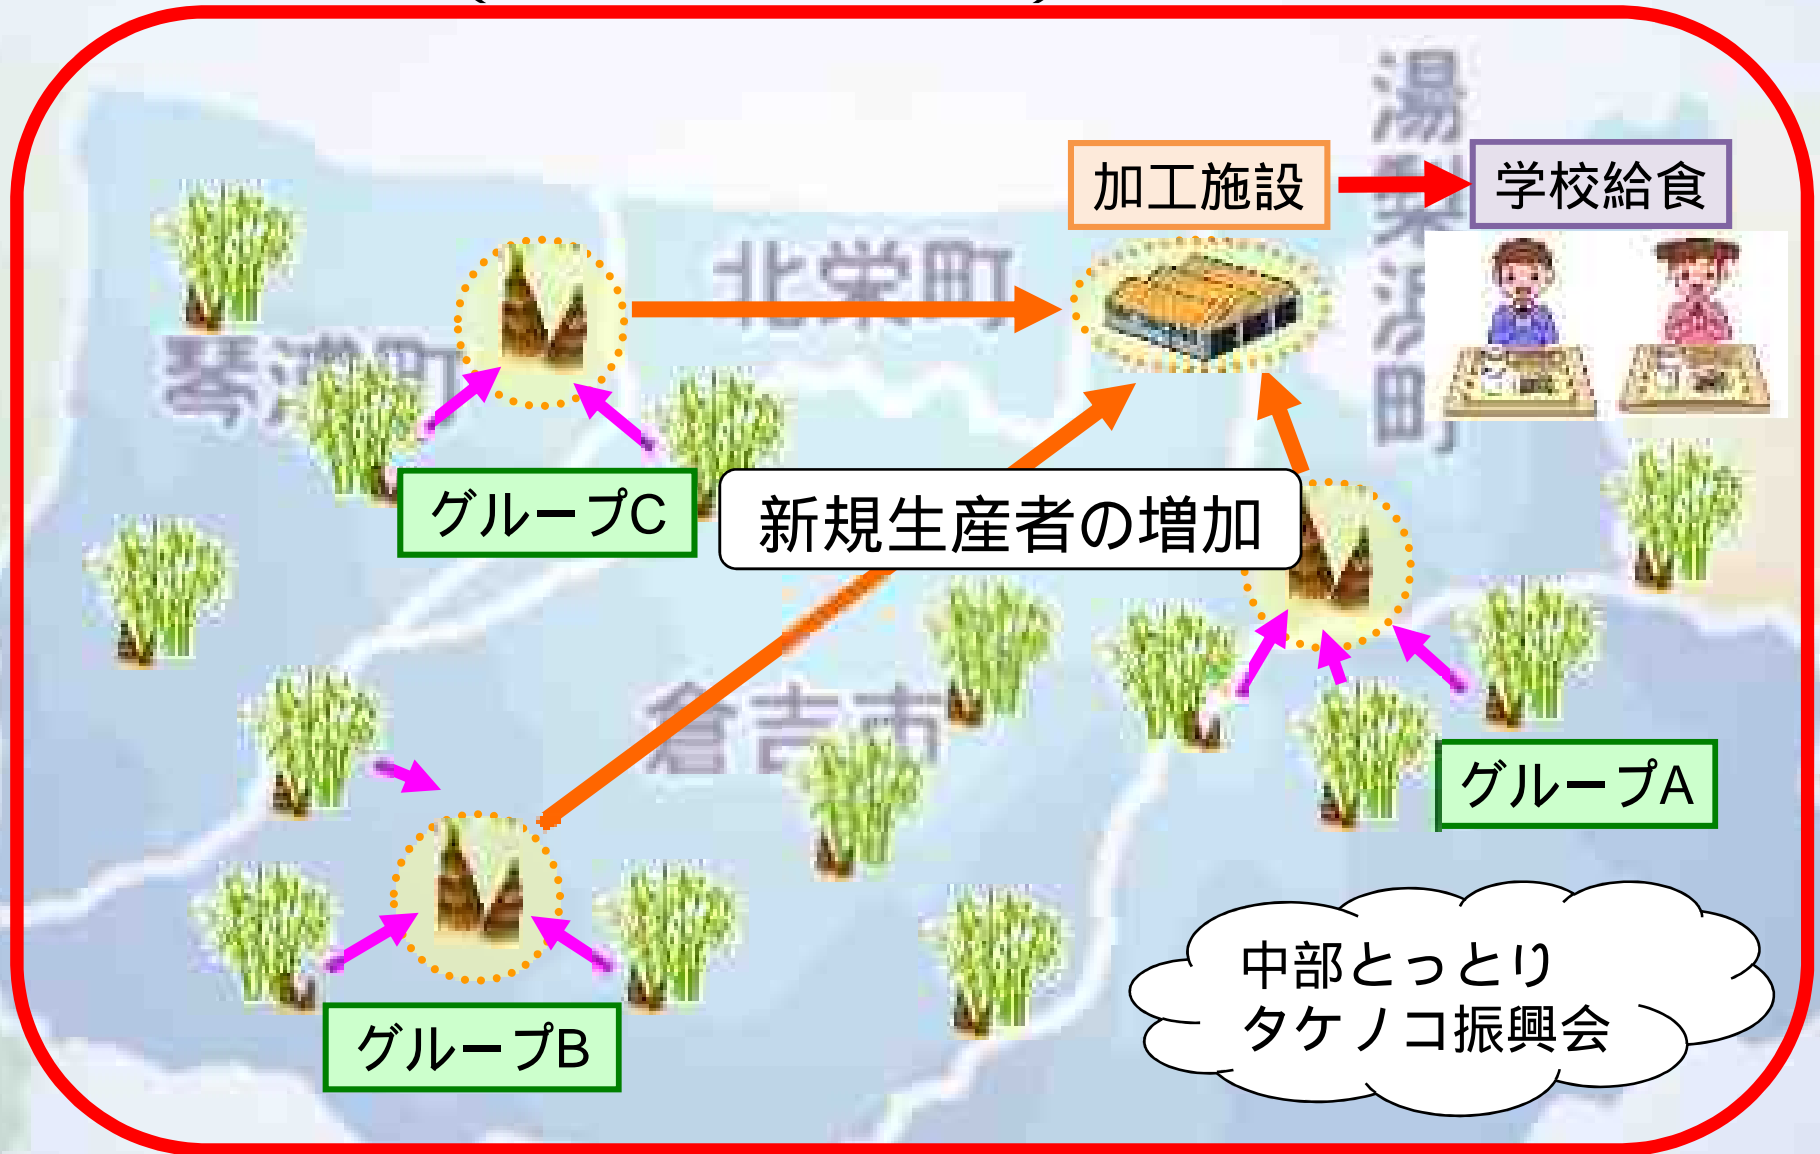 加工施設
学校給食
湯梨浜町
北栄町
琴浦町
グループC
新規生産者の増加
倉吉市
グループA
中部とっとり
タケノコ振興会
グループB